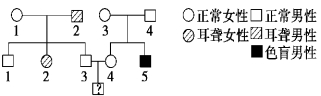 1 2 3 4 ○正常女性 □正常男性
耳聋女性 耳聋男性
1 2 3 4 5 ■色盲男性
?